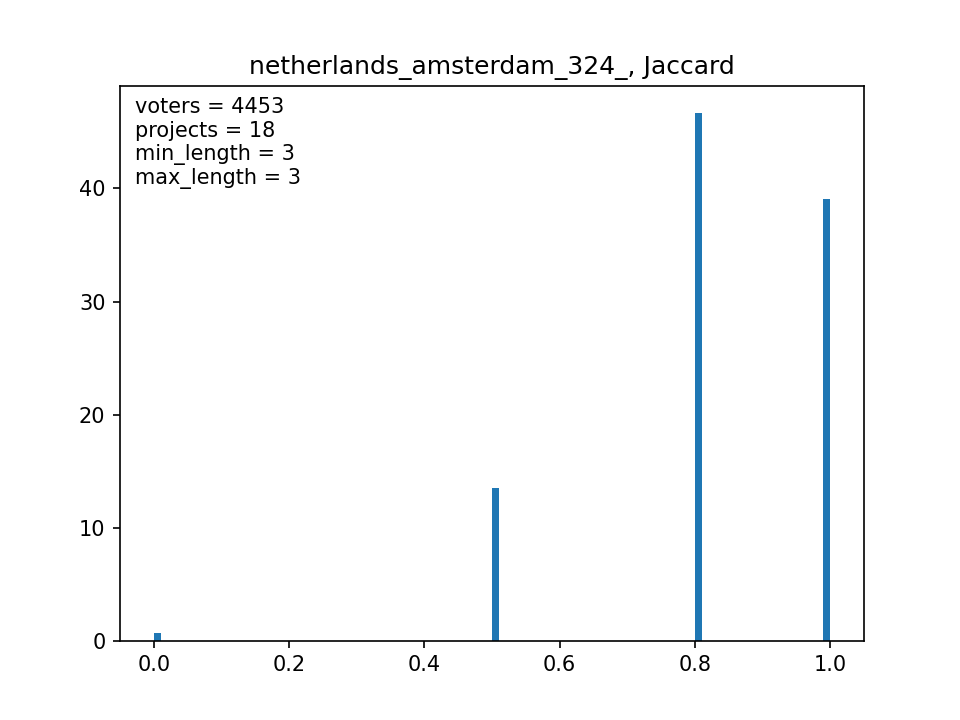 netherlands_amsterdam_324_, Jaccard
voters = 4453
projects = 18
min_length = 3
max_length = 3
40
30
20
10
0
0.0 0.2 0.4 0.6 0.8 1.0